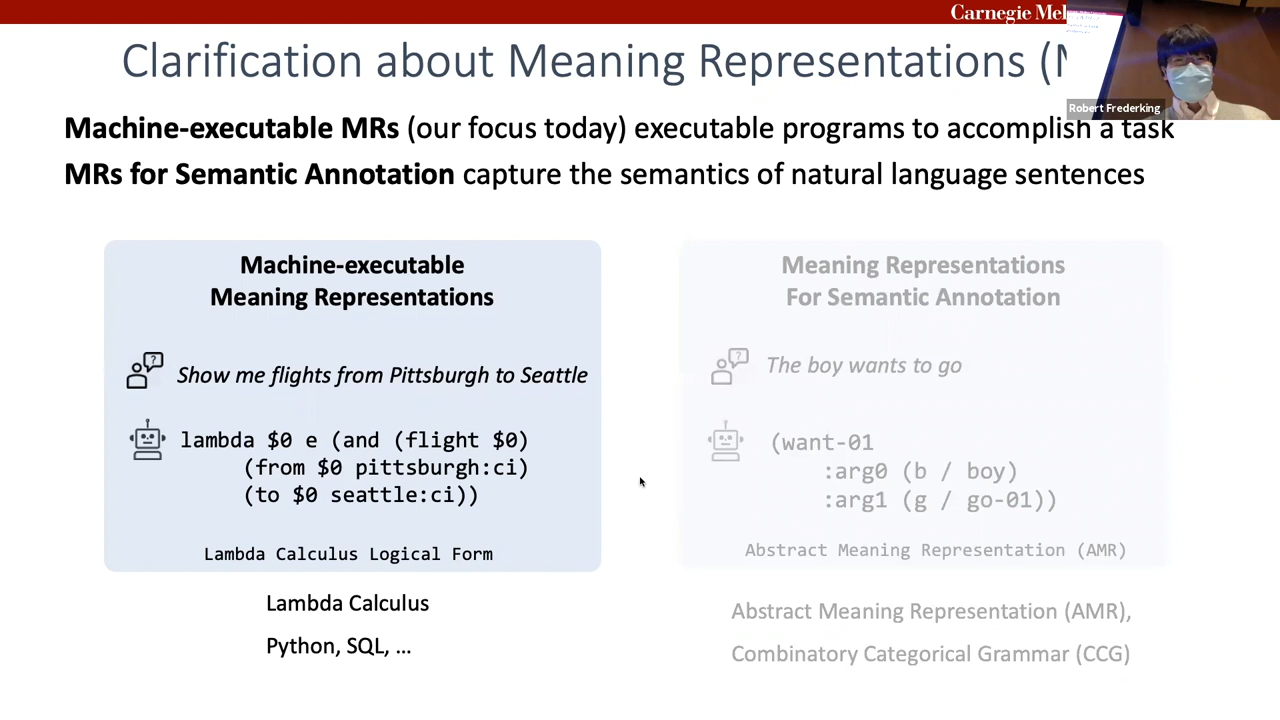 Carnegie Mel
Clarification about Meaning Representations (
Robert Frederking
Machine-executable MRs (our focus today) executable programs to accomplish a task
MRs for Semantic Annotation capture the semantics of natural language sentences
Machine-executable
Meaning Representations
Show me flights from Pittsburgh to Seattle
lambda $0 e (and (flight $0)
(from $0 pittsburgh:ci)
(to $0 seattle:ci))
Lambda Calculus Logical Form
Lambda Calculus
Python, SQL, …
Meaning Representations
For Semantic Annotation
The boy wants to go
(want-01
:arg0 (b / boy)
:arg1 (g / go-01))
Abstract Meaning Representation (AMR)
Abstract Meaning Representation (AMR),
Combinatory Categorical Grammar (CCG)